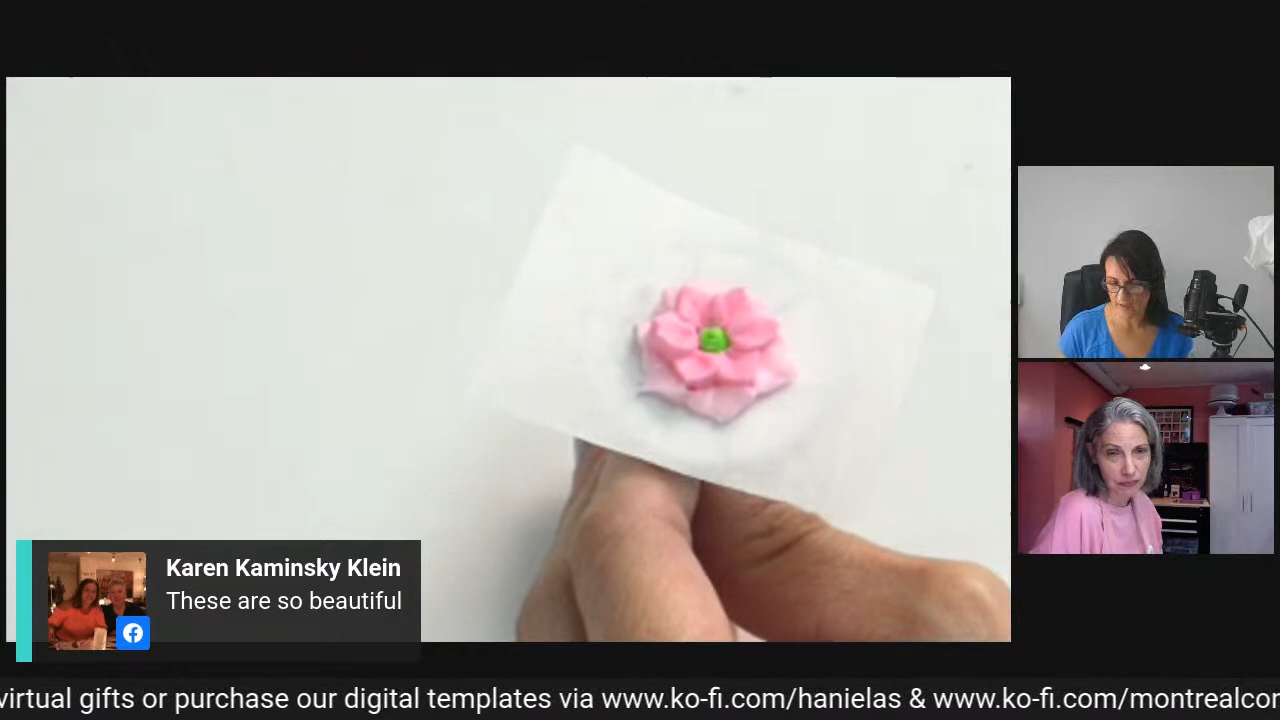 Karen Kaminsky Klein
These are so beautiful
virtual gifts or purchase our digital templates via www.ko-fi.com/hanielas & www.ko-fi.com/montrealcon